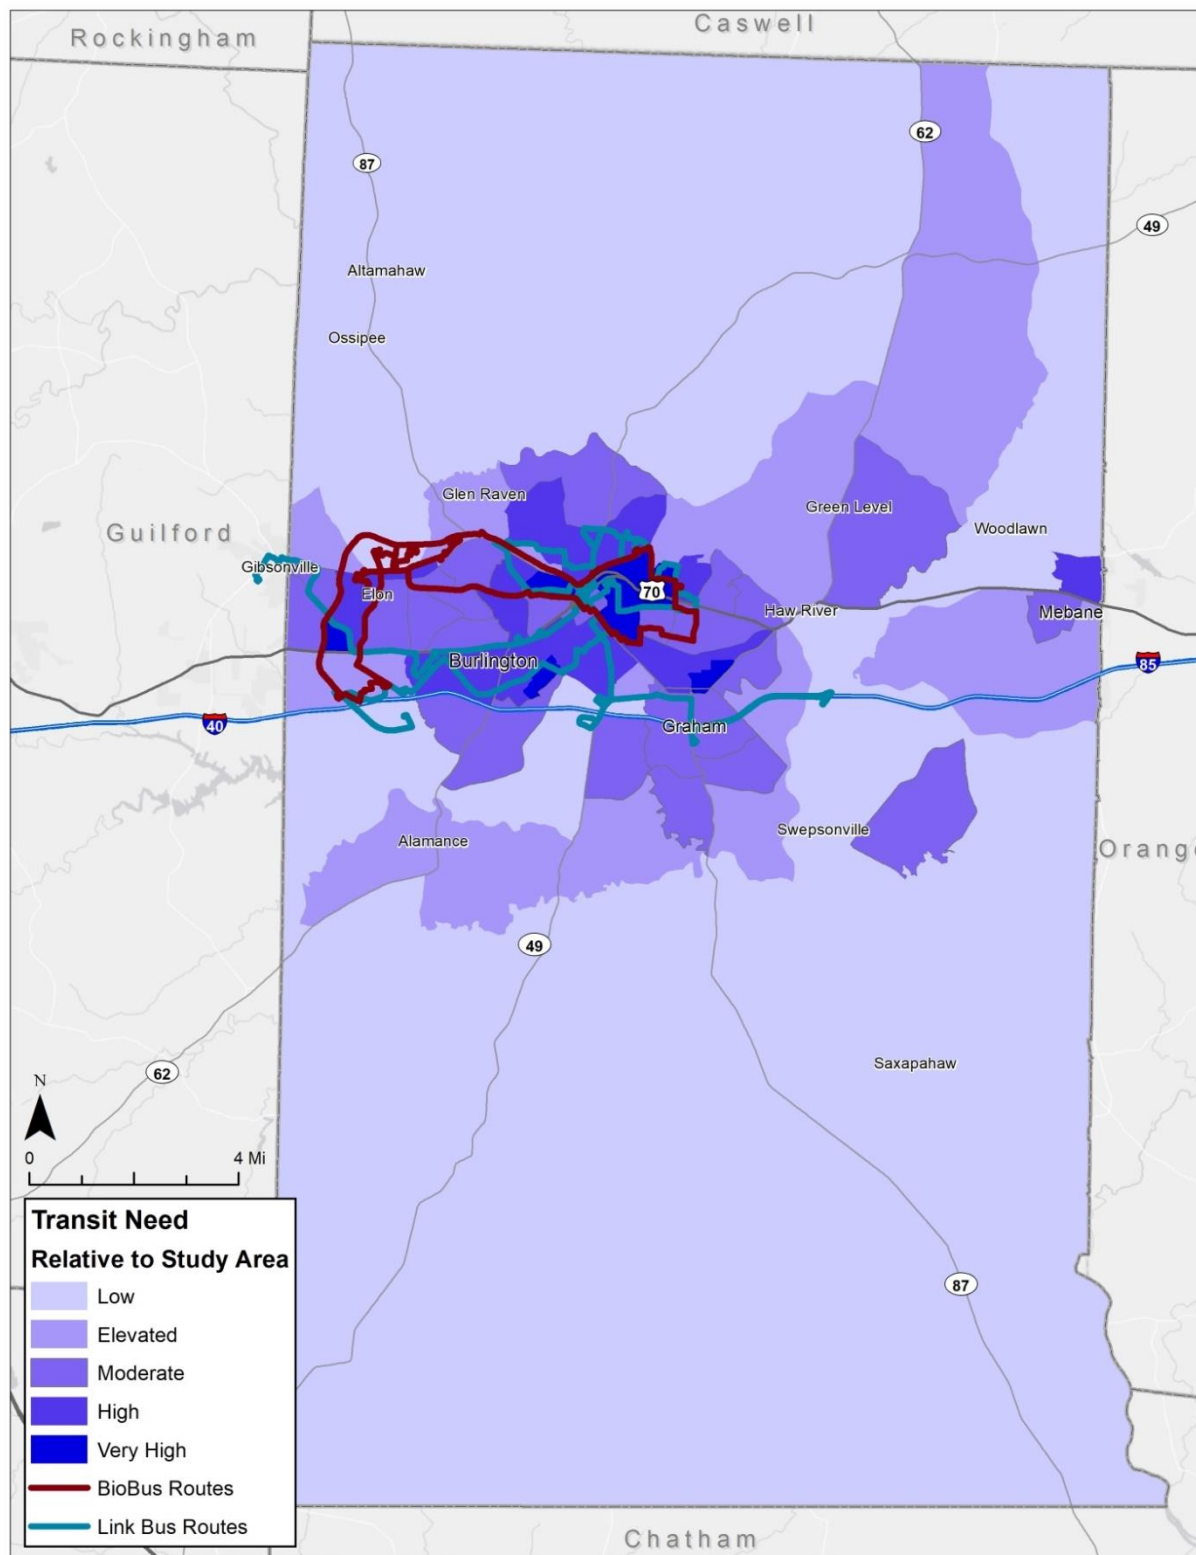 Caswell
Rockingham
62
87
49
Altamahaw
Ossipee
Glen Raven
Green Level
Woodlawn
Guilford
Gibsonville
Elon
70
Haw River
Mebane
Burlington
85
40
Graham
Swepsonville
Alamance
Orange
49
Saxapahaw
62
N
0 4 Mi
Transit Need
Relative to Study Area
Low
Elevated
Moderate
High
Very High
BioBus Routes
Link Bus Routes
87
Chatham